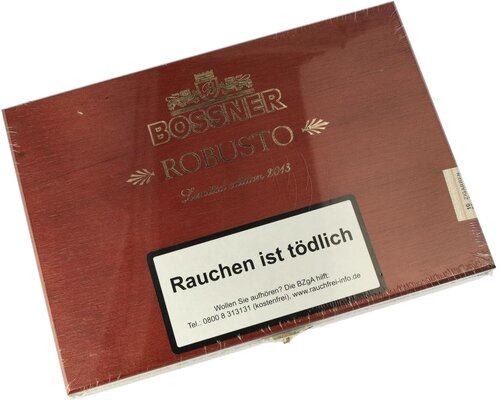 BOSSNER
ROBUSTO
Limited edition 2013
Rauchen ist tödlich
Wollen Sie aufhören? Die BZgA hilft:
Tel.: 0800 8 313131 (kostenfrei), www.rauchfrei-info.de